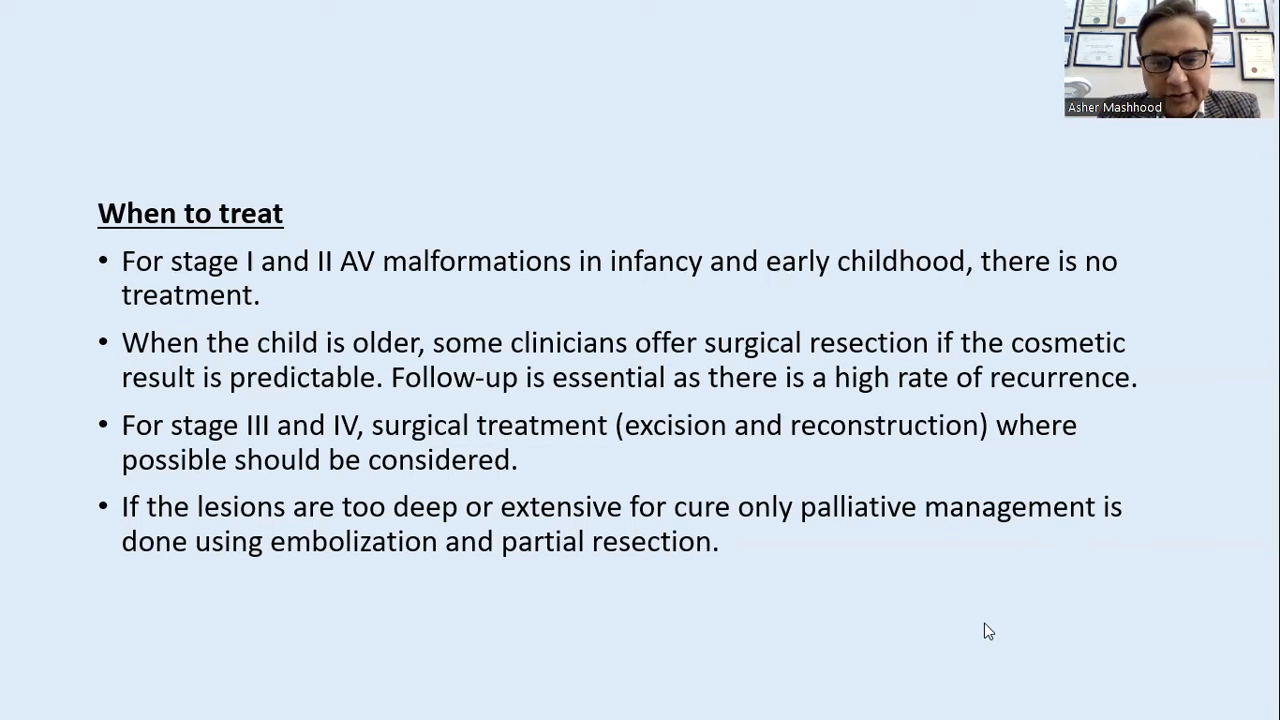 Asher Mashhood
When to treat
• For stage I and II AV malformations in infancy and early childhood, there is no
treatment.
• When the child is older, some clinicians offer surgical resection if the cosmetic
result is predictable. Follow-up is essential as there is a high rate of recurrence.
• For stage III and IV, surgical treatment (excision and reconstruction) where
possible should be considered.
• If the lesions are too deep or extensive for cure only palliative management is
done using embolization and partial resection.